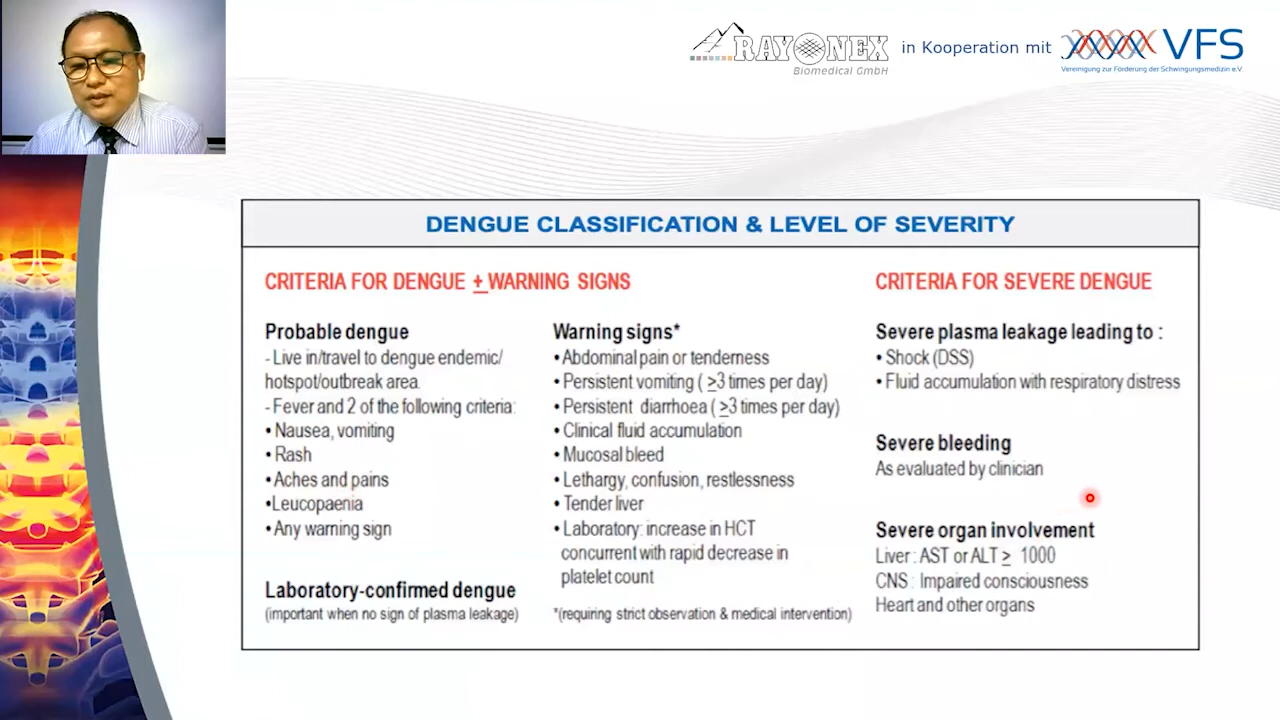 RAYONEX
Biomedical GmbH
in Kooperation mit
VFS
Vereinigung zur Förderung der Schwingungsmedizin e.V.
DENGUE CLASSIFICATION & LEVEL OF SEVERITY
CRITERIA FOR DENGUE ± WARNING SIGNS
Probable dengue
- Live in/travel to dengue endemic/
hotspot/outbreak area.
- Fever and 2 of the following criteria:
• Nausea, vomiting
• Rash
• Aches and pains
•Leucopaenia
• Any warning sign
Laboratory-confirmed dengue
(important when no sign of plasma leakage)
Warning signs*
• Abdominal pain or tenderness
• Persistent vomiting ( ≥3 times per day)
• Persistent diarrhoea ( ≥3 times per day)
• Clinical fluid accumulation
• Mucosal bleed
• Lethargy, confusion, restlessness
• Tender liver
• Laboratory: increase in HCT
concurrent with rapid decrease in
platelet count
*(requiring strict observation & medical intervention)
CRITERIA FOR SEVERE DENGUE
Severe plasma leakage leading to :
• Shock (DSS)
• Fluid accumulation with respiratory distress
Severe bleeding
As evaluated by clinician
Severe organ involvement
Liver : AST or ALT ≥ 1000
CNS : Impaired consciousness
Heart and other organs